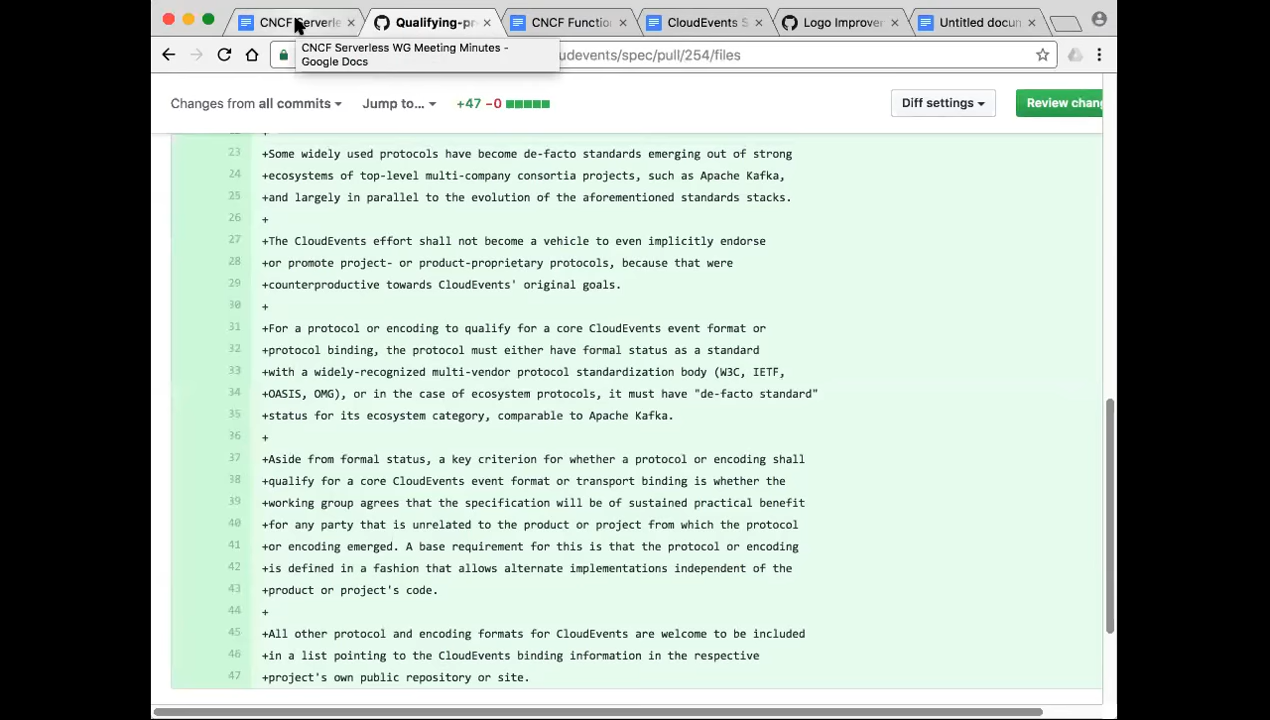 CNCF Serverle
Qualifying-pr
CNCF Functio
CloudEvents S
Logo Improver
Untitled docun
CNCF Serverless WG Meeting Minutes -
Google Docs
udevents/spec/pull/254/files
Changes from all commits
Jump to...
+47 −0
Diff settings
Review chang
+
23 +Some widely used protocols have become de-facto standards emerging out of strong
24 +ecosystems of top-level multi-company consortia projects, such as Apache Kafka,
25 +and largely in parallel to the evolution of the aforementioned standards stacks.
26 +
27 +The CloudEvents effort shall not become a vehicle to even implicitly endorse
28 +or promote project- or product-proprietary protocols, because that were
29 +counterproductive towards CloudEvents' original goals.
30 +
31 +For a protocol or encoding to qualify for a core CloudEvents event format or
32 +protocol binding, the protocol must either have formal status as a standard
33 +with a widely-recognized multi-vendor protocol standardization body (W3C, IETF,
34 +OASIS, OMG), or in the case of ecosystem protocols, it must have "de-facto standard"
35 +status for its ecosystem category, comparable to Apache Kafka.
36 +
37 +Aside from formal status, a key criterion for whether a protocol or encoding shall
38 +qualify for a core CloudEvents event format or transport binding is whether the
39 +working group agrees that the specification will be of sustained practical benefit
40 +for any party that is unrelated to the product or project from which the protocol
41 +or encoding emerged. A base requirement for this is that the protocol or encoding
42 +is defined in a fashion that allows alternate implementations independent of the
43 +product or project's code.
44 +
45 +All other protocol and encoding formats for CloudEvents are welcome to be included
46 +in a list pointing to the CloudEvents binding information in the respective
47 +project's own public repository or site.